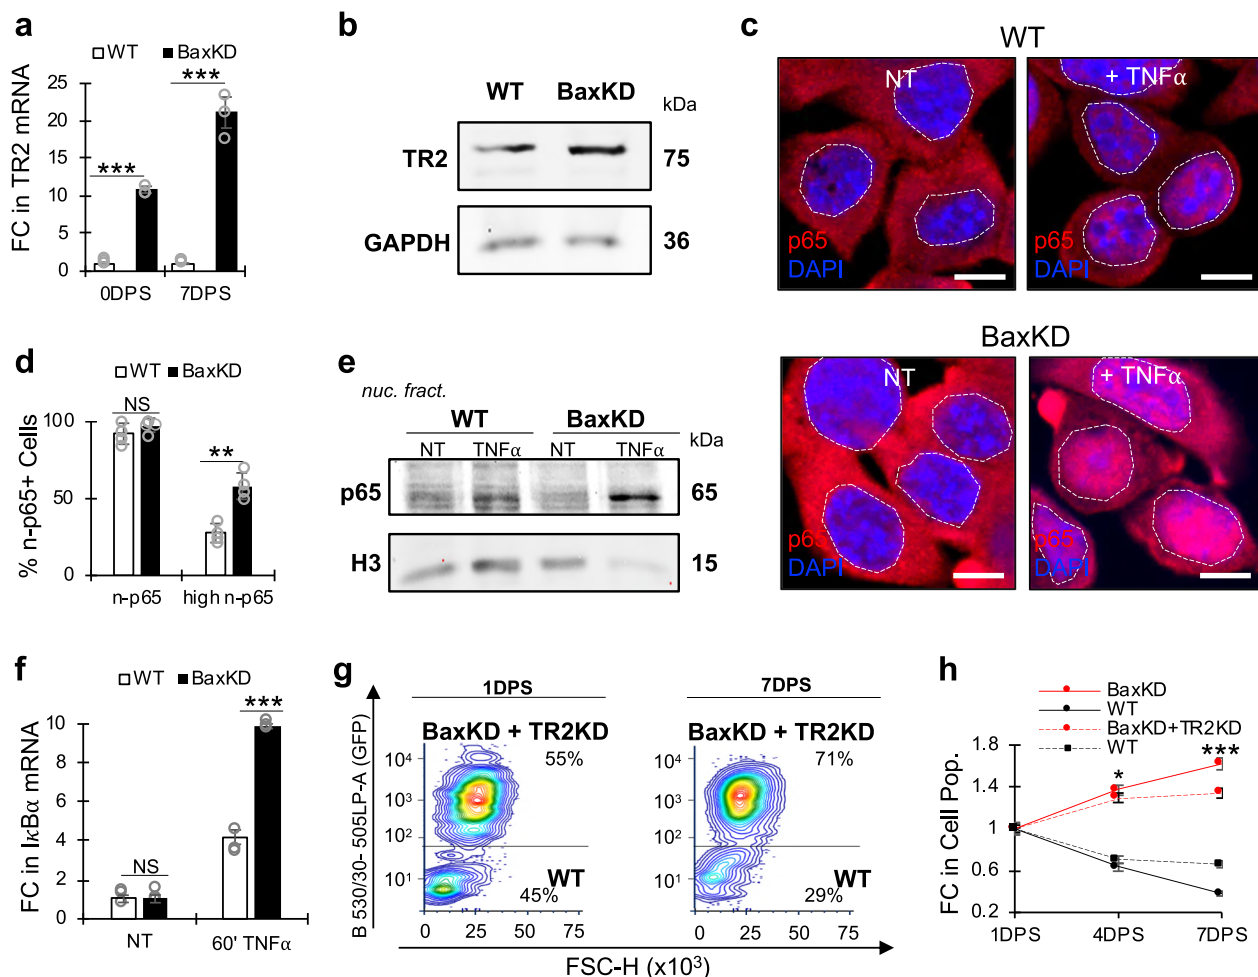 a
WT BaxKD
FC in TR2 mRNA
25
20
15
10
5
0
***
***
0DPS 7DPS
b
WT BaxKD kDa
TR2 75
GAPDH 36
c
WT
NT
p65
DAPI
+ TNFα
p65
DAPI
BaxKD
NT
p65
DAPI
+ TNFα
p65
DAPI
d
WT BaxKD
% n-p65+ Cells
100
50
0
NS
**
n-p65 high n-p65
e
nuc. fract.
WT BaxKD kDa
NT TNFα NT TNFα
p65 65
H3 15
f
WT BaxKD
FC in IκBα mRNA
10
8
6
4
2
0
NS
***
NT 60' TNFα
g
1DPS 7DPS
B 530/30- 505LP-A (GFP)
BaxKD + TR2KD
55%
10⁴
10³
10²
10¹
WT
45%
0 25 50 75
BaxKD + TR2KD
71%
10⁴
10³
10²
10¹
WT
29%
0 25 50 75
FSC-H (x10³)
h
BaxKD
WT
BaxKD+TR2KD
WT
FC in Cell Pop.
1.8
1.4
1
0.6
0.2
*
***
1DPS 4DPS 7DPS